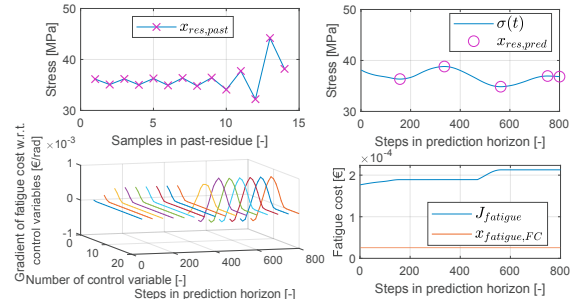 50
40
30
Stress [MPa]
0
5
10
15
Samples in past-residue [-]
x_{res,past}
50
40
30
Stress [MPa]
0
200
400
600
800
Steps in prediction horizon [-]
σ(t)
x_{res,pred}
×10^{-3}
1
0
-1
Gradient of fatigue cost w.r.t.
control variables [€/rad]
0
10
20
Number of control variable [-]
0
200
400
600
800
Steps in prediction horizon [-]
×10^{-4}
2
1
0
Fatigue cost [€]
0
200
400
600
800
Steps in prediction horizon [-]
J_{fatigue}
x_{fatigue,FC}